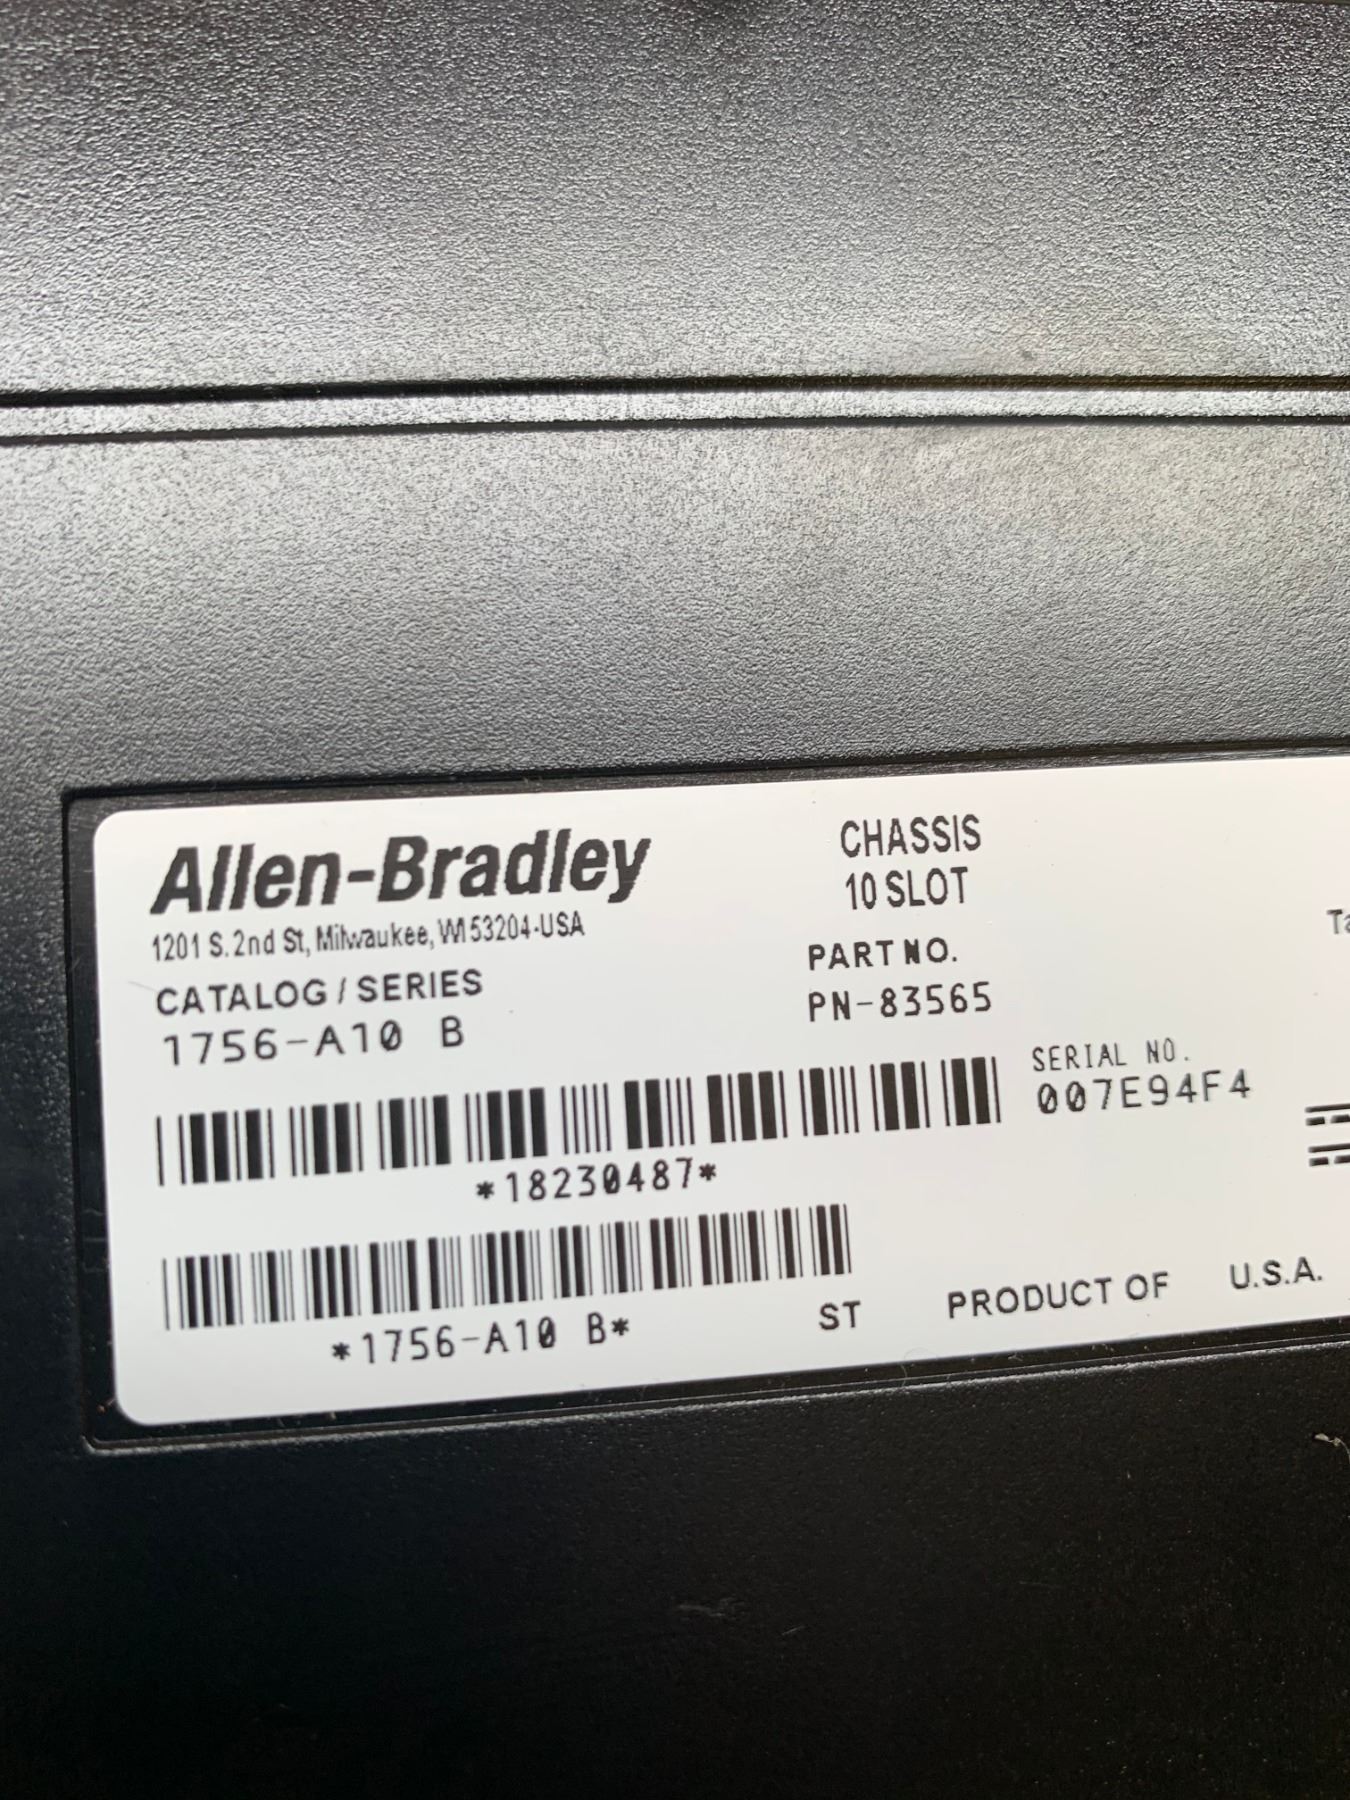 Allen-Bradley
1201 S. 2nd St, Milwaukee, WI 53204-USA
CATALOG / SERIES
1756-A10 B
CHASSIS
10 SLOT
PART NO.
PN-83565
SERIAL NO.
007E94F4
*18230487*
*1756-A10 B*
ST
PRODUCT OF
U.S.A.